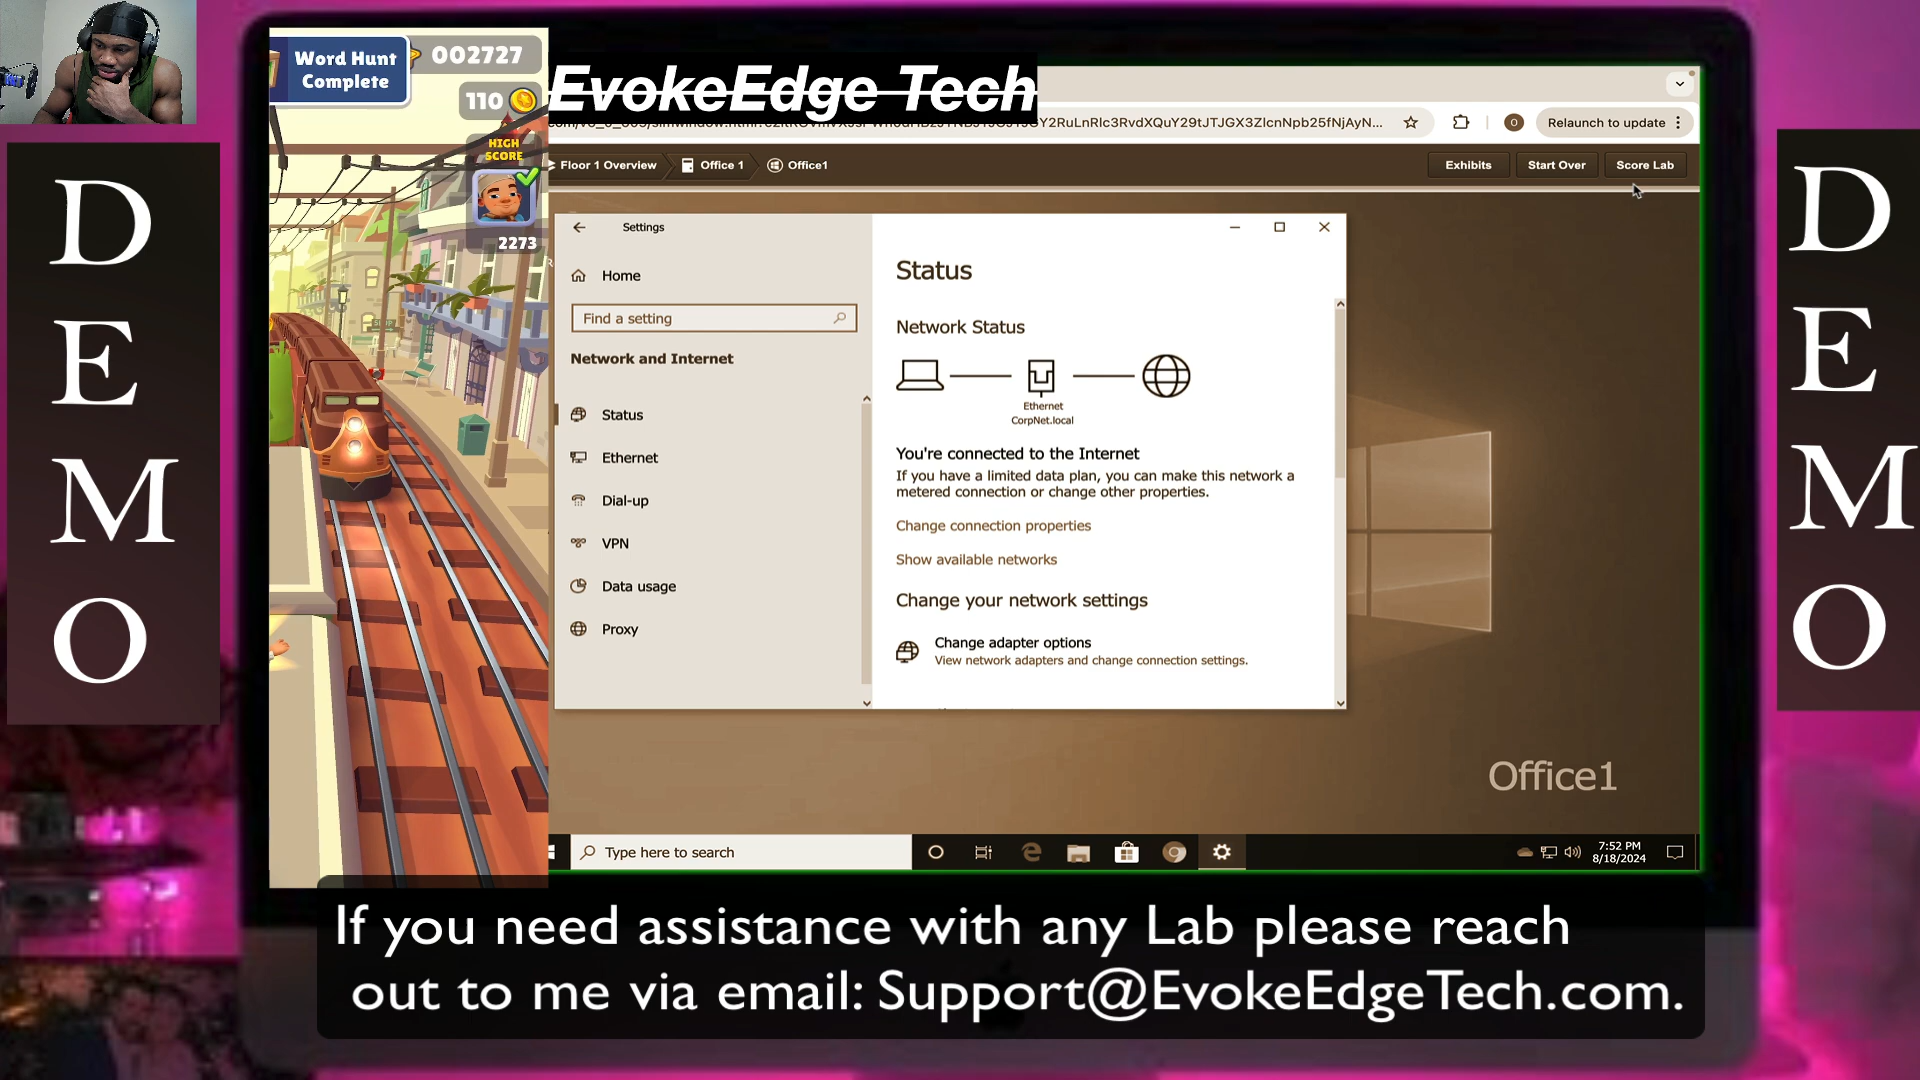 Word Hunt
Complete
002727
110
HIGH
SCORE
2273
EvokeEdge Tech
Relaunch to update
Floor 1 Overview
Office 1
Office1
Exhibits
Start Over
Score Lab
Settings
Home
Find a setting
Network and Internet
Status
Ethernet
Dial-up
VPN
Data usage
Proxy
Status
Network Status
Ethernet
CorpNet.local
You're connected to the Internet
If you have a limited data plan, you can make this network a
metered connection or change other properties.
Change connection properties
Show available networks
Change your network settings
Change adapter options
View network adapters and change connection settings.
Office1
Type here to search
7:52 PM
8/18/2024
D
E
M
O
D
E
M
O
If you need assistance with any Lab please reach
out to me via email: Support@EvokeEdgeTech.com.